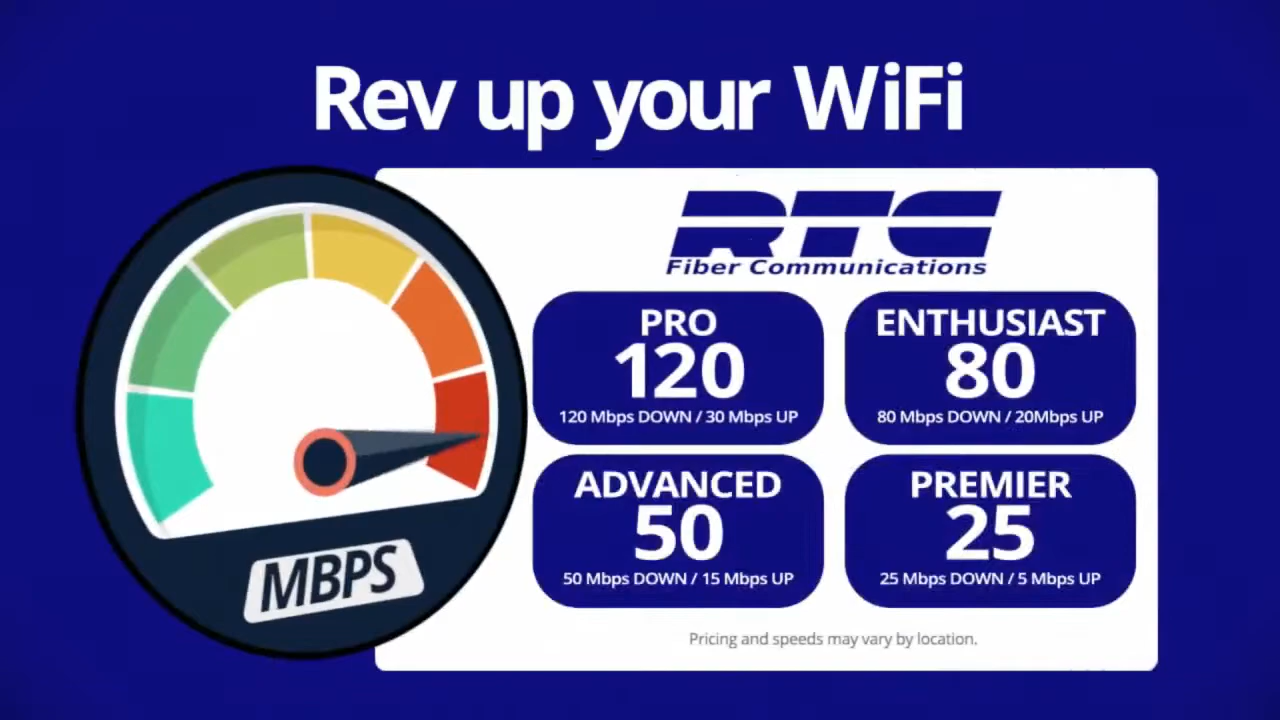 Rev up your WiFi
RTC
Fiber Communications
PRO
120
120 Mbps DOWN / 30 Mbps UP
ENTHUSIAST
80
80 Mbps DOWN / 20Mbps UP
ADVANCED
50
50 Mbps DOWN / 15 Mbps UP
PREMIER
25
25 Mbps DOWN / 5 Mbps UP
MBPS
Pricing and speeds may vary by location.